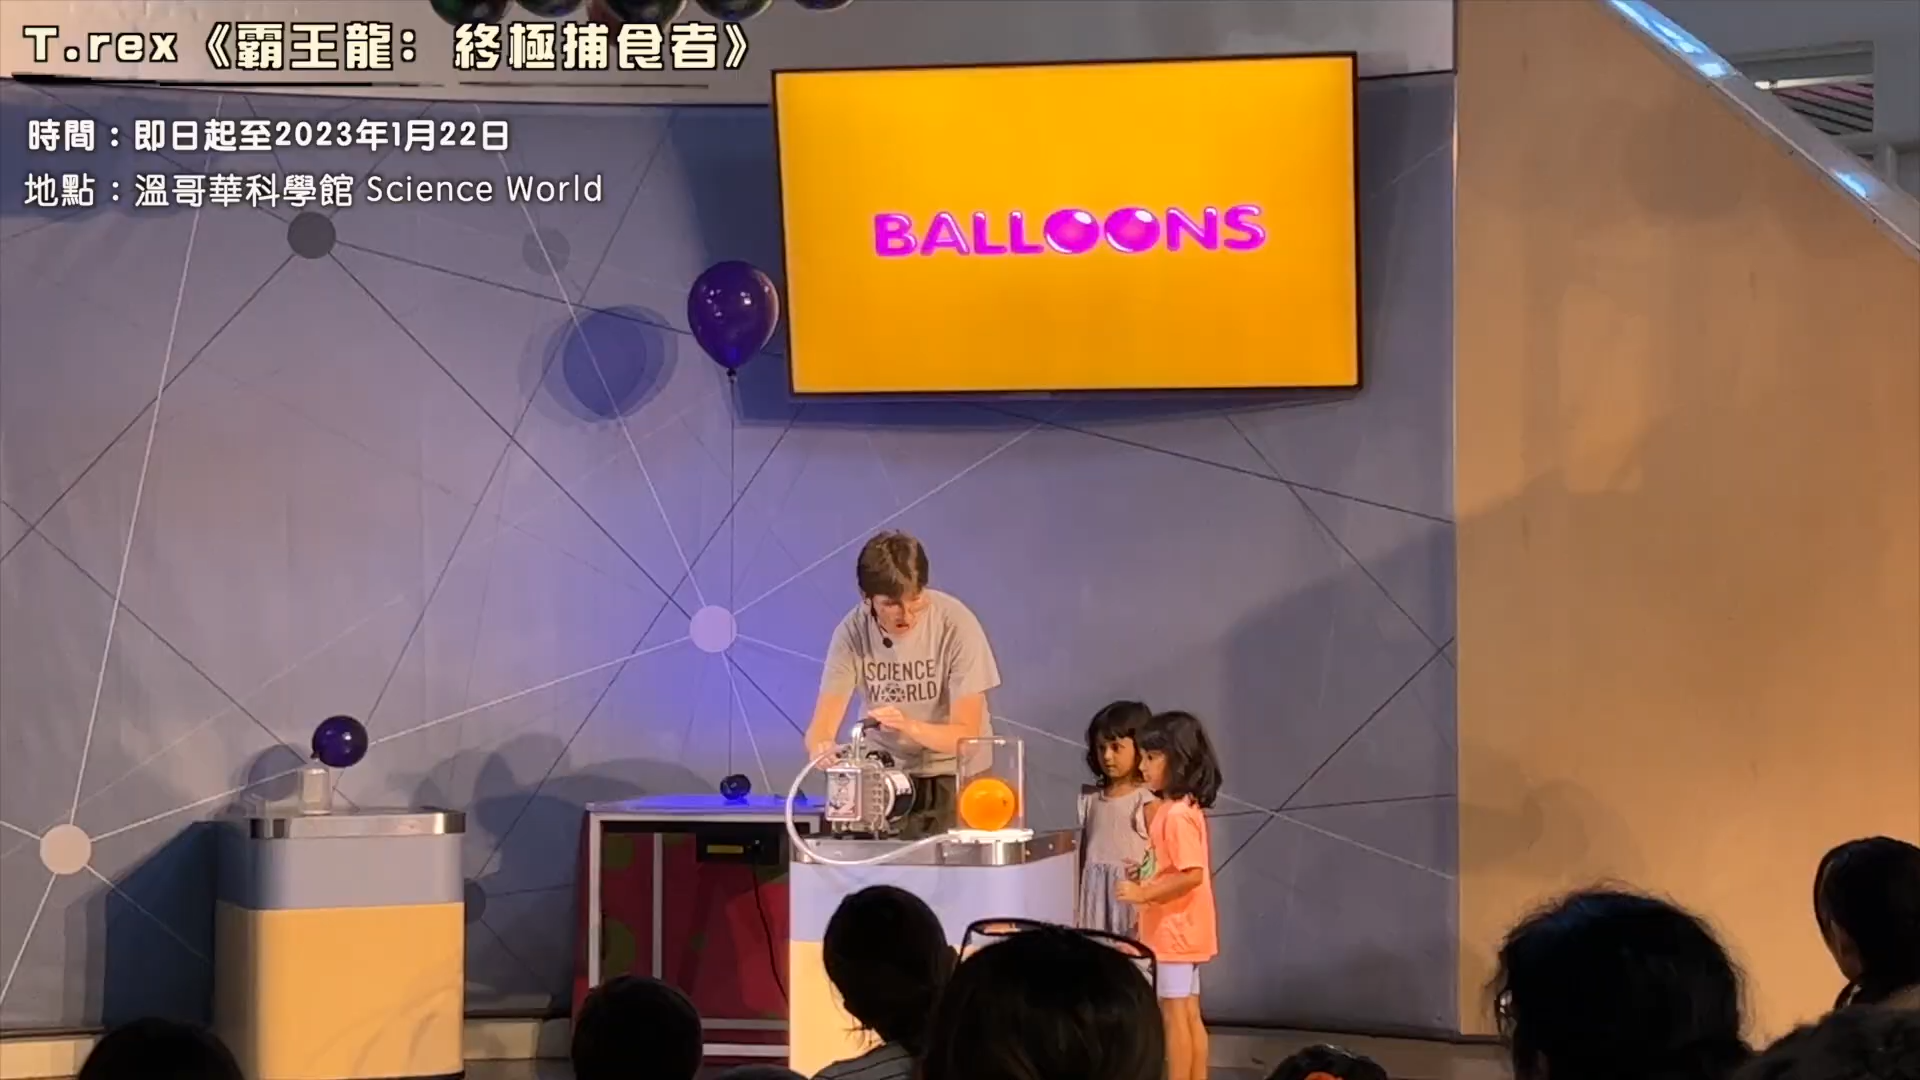 T.rex《霸王龍：終極捕食者》
時間：即日起至2023年1月22日
地點：溫哥華科學館 Science World
BALLOONS
SCIENCE
WORLD